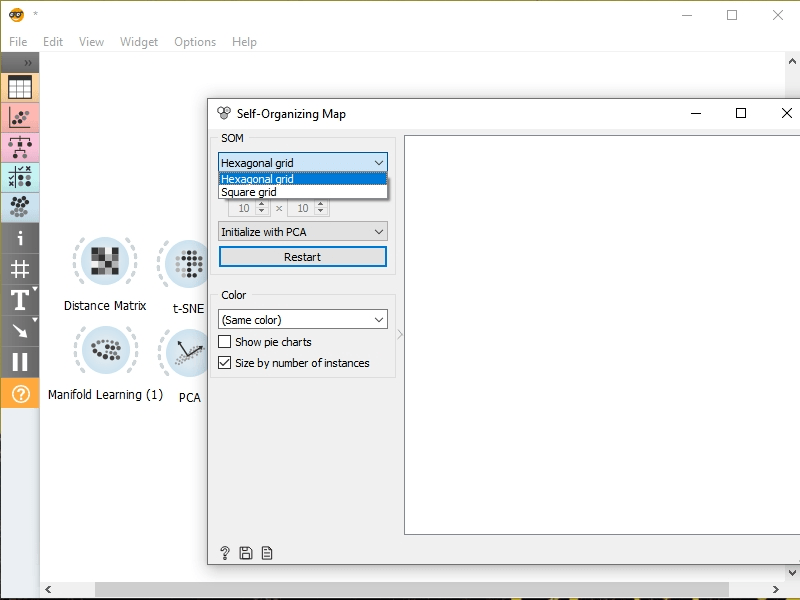 *
File Edit View Widget Options Help
»
i
T
?
Distance Matrix
t-SNE
Manifold Learning (1)
PCA
Self-Organizing Map
SOM
Hexagonal grid
Hexagonal grid
Square grid
10 × 10
Initialize with PCA
Restart
Color
(Same color)
Show pie charts
Size by number of instances
?